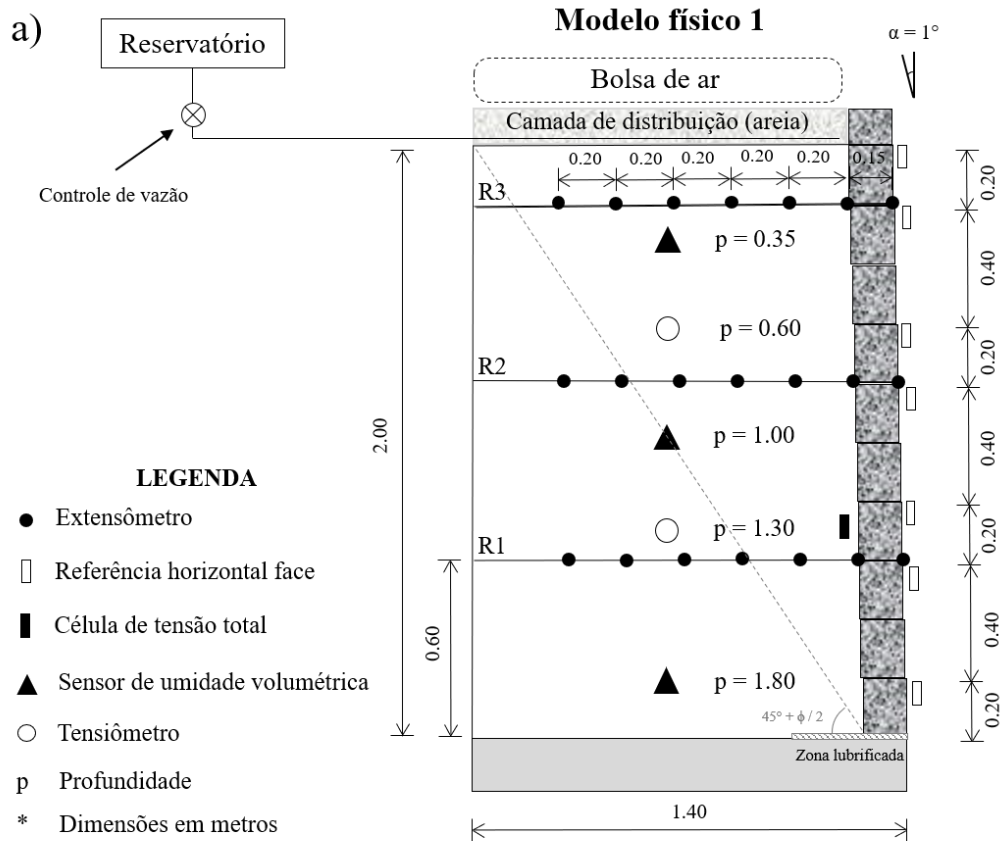 a)
Modelo físico 1
Reservatório
α = 1°
Bolsa de ar
Camada de distribuição (areia)
Controle de vazão
0.20
0.20
0.20
0.20
0.20
0.15
0.20
R3
p = 0.35
0.40
p = 0.60
0.20
R2
2.00
p = 1.00
0.40
LEGENDA
Extensômetro
p = 1.30
0.20
R1
Referência horizontal face
Célula de tensão total
0.60
0.40
Sensor de umidade volumétrica
p = 1.80
0.20
45° + ϕ / 2
Tensiômetro
Zona lubrificada
p Profundidade
1.40
* Dimensões em metros